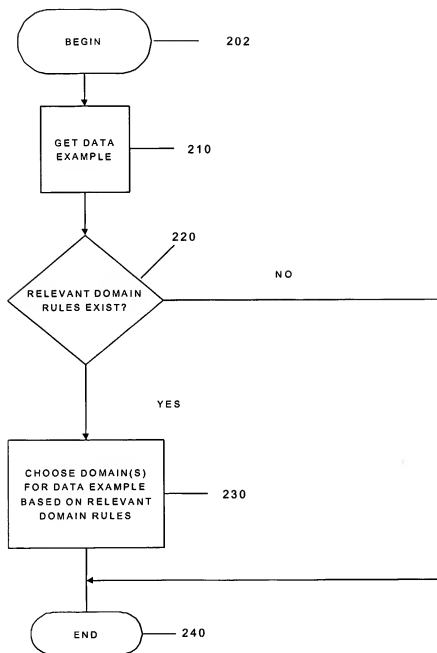 BEGIN
202
GET DATA
EXAMPLE
210
220
RELEVANT DOMAIN
RULES EXIST?
NO
YES
CHOOSE DOMAIN(S)
FOR DATA EXAMPLE
BASED ON RELEVANT
DOMAIN RULES
230
END
240